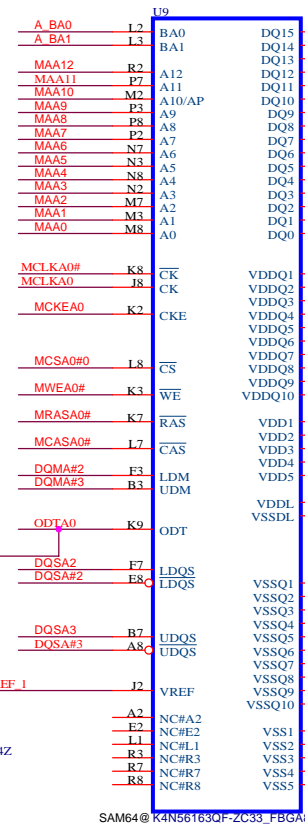 U9
A_BA0 L2 BA0 DQ15
A_BA1 L3 BA1 DQ14
DQ13
MAA12 R2 A12 DQ12
MAA11 P7 A11 DQ11
MAA10 M2 A10/AP DQ10
MAA9 P3 A9 DQ9
MAA8 P8 A8 DQ8
MAA7 P2 A7 DQ7
MAA6 N7 A6 DQ6
MAA5 N3 A5 DQ5
MAA4 N8 A4 DQ4
MAA3 N2 A3 DQ3
MAA2 M7 A2 DQ2
MAA1 M3 A1 DQ1
MAA0 M8 A0 DQ0
MCLKA0# K8 CK VDDQ1
MCLKA0 J8 CK VDDQ2
VDDQ3
MCKEA0 K2 CKE VDDQ4
VDDQ5
VDDQ6
VDDQ7
MCSA0#0 L8 CS VDDQ8
VDDQ9
MWEA0# K3 WE VDDQ10
MRASA0# K7 RAS VDD1
VDD2
MCASA0# L7 CAS VDD3
VDD4
DQMA#2 F3 LDM VDD5
DQMA#3 B3 UDM
VDDL
VSSDL
ODTA0 K9 ODT
DQSA2 F7 LDQS
DQSA#2 E8 LDQS VSSQ1
VSSQ2
VSSQ3
VSSQ4
DQSA3 B7 UDQS VSSQ5
DQSA#3 A8 UDQS VSSQ6
VSSQ7
VSSQ8
EF_1 J2 VREF VSSQ9
VSSQ10
A2 NC#A2
E2 NC#E2 VSS1
L1 NC#L1 VSS2
4Z R3 NC#R3 VSS3
R7 NC#R7 VSS4
R8 NC#R8 VSS5
SAM64@ K4N56163QF-ZC33_FBGA